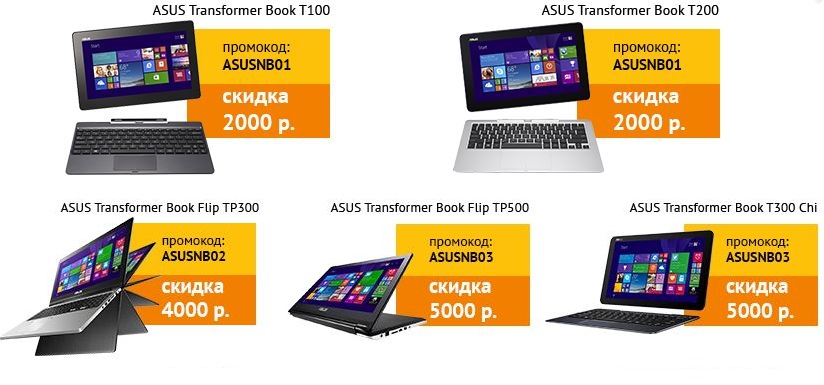 ASUS Transformer Book T100
промокод:
ASUSNB01
скидка
2000 р.
ASUS Transformer Book T200
промокод:
ASUSNB01
скидка
2000 р.
ASUS Transformer Book Flip TP300
промокод:
ASUSNB02
скидка
4000 р.
ASUS Transformer Book Flip TP500
промокод:
ASUSNB03
скидка
5000 р.
ASUS Transformer Book T300 Chi
промокод:
ASUSNB03
скидка
5000 р.